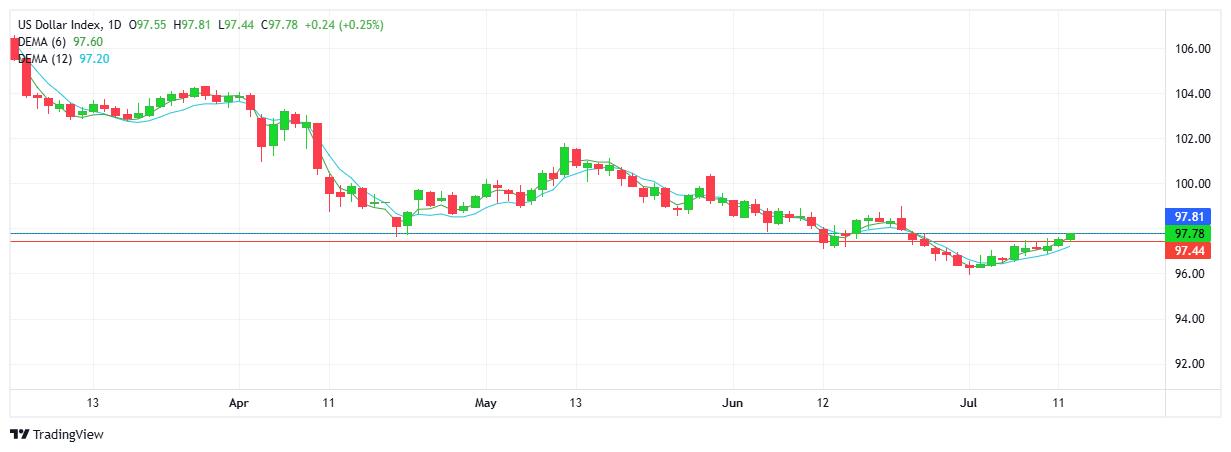 US Dollar Index, 1D O97.55 H97.81 L97.44 C97.78 +0.24 (+0.25%)
DEMA (6) 97.60
DEMA (12) 97.20
106.00
104.00
102.00
100.00
97.81
97.78
97.44
96.00
94.00
92.00
13 Apr 11 May 13 Jun 12 Jul 11
TradingView